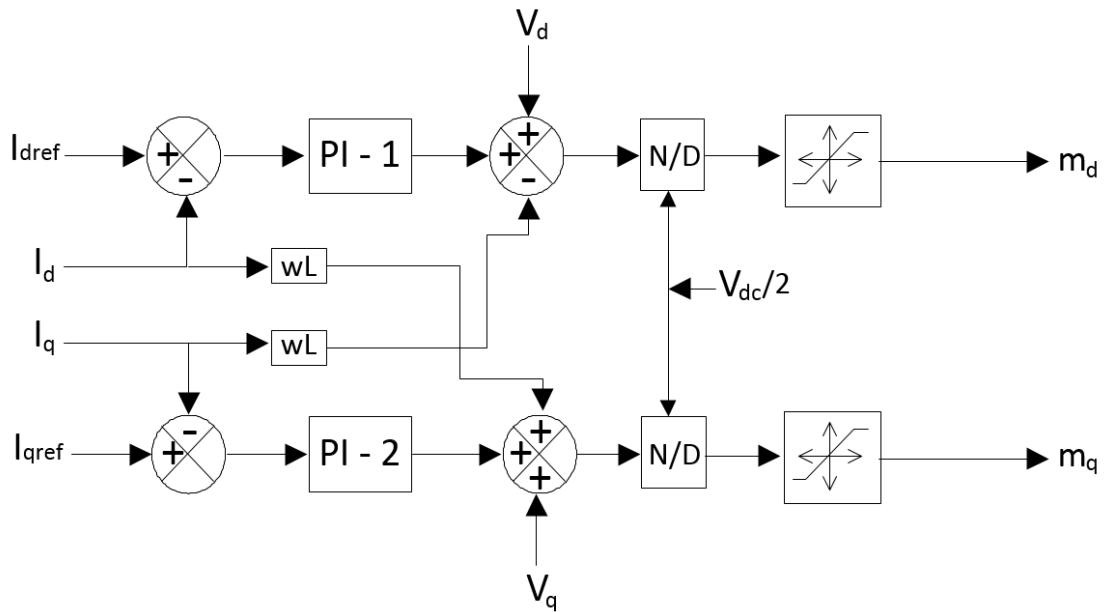 V_d
+
I_dref
+
-
PI - 1
+
-
N/D
m_d
I_d
wL
V_dc/2
I_q
wL
-
+
I_qref
+
PI - 2
+
+
N/D
m_q
V_q